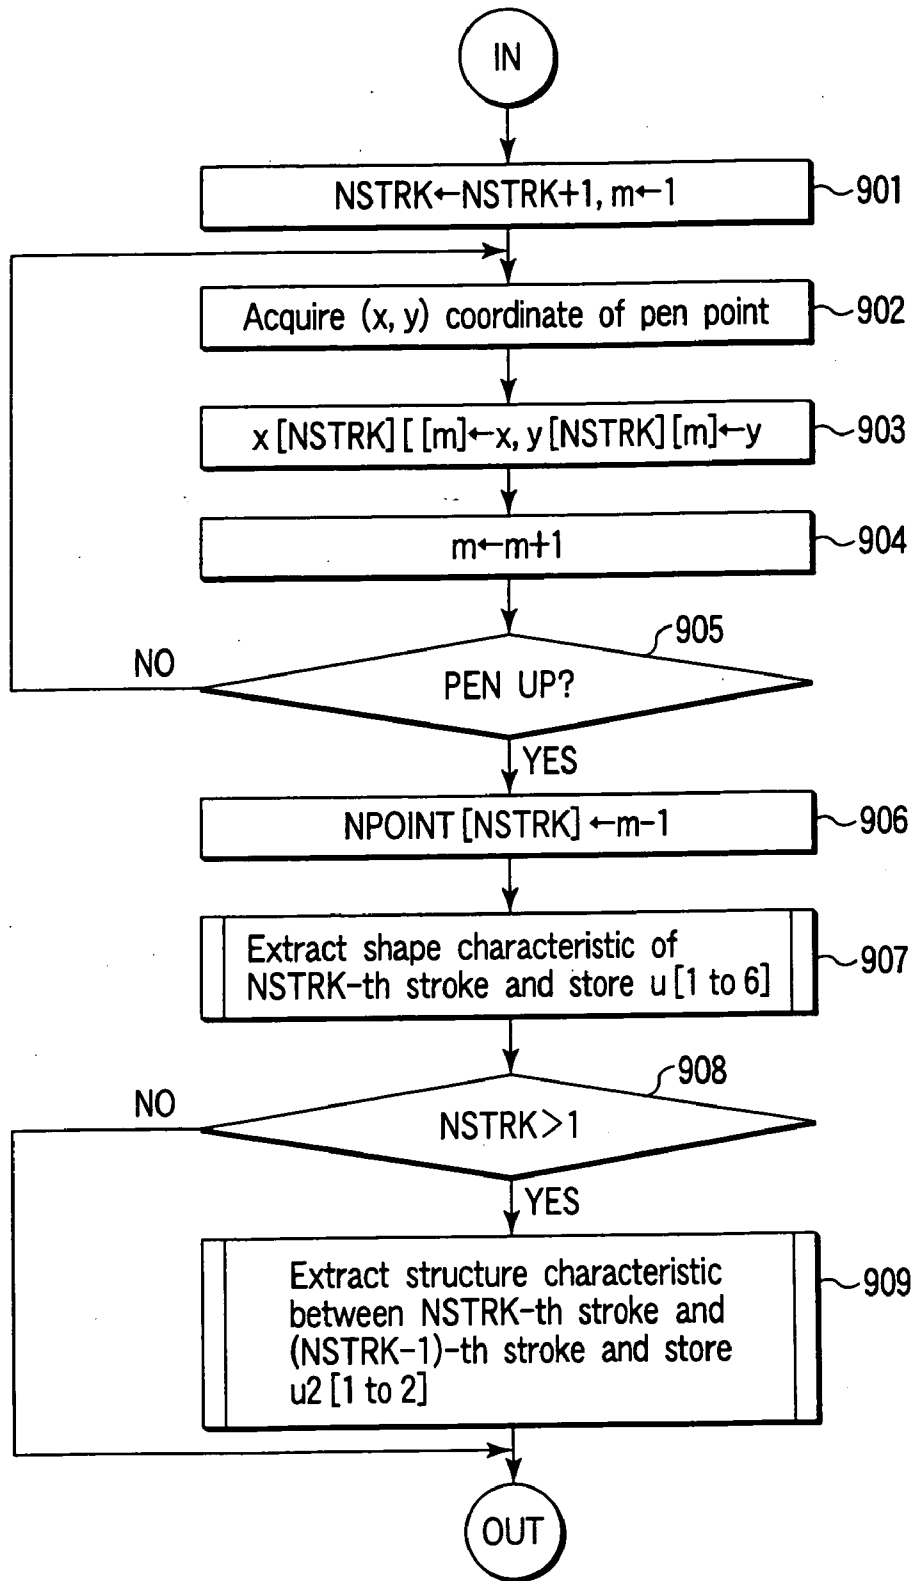 IN
NSTRK←NSTRK+1, m←1
901
Acquire (x, y) coordinate of pen point
902
x [NSTRK] [ [m]←x, y [NSTRK] [m]←y
903
m←m+1
904
905
PEN UP?
NO
YES
NPOINT [NSTRK] ←m-1
906
Extract shape characteristic of
NSTRK-th stroke and store u [1 to 6]
907
908
NSTRK>1
NO
YES
Extract structure characteristic
between NSTRK-th stroke and
(NSTRK-1)-th stroke and store
u2 [1 to 2]
909
OUT